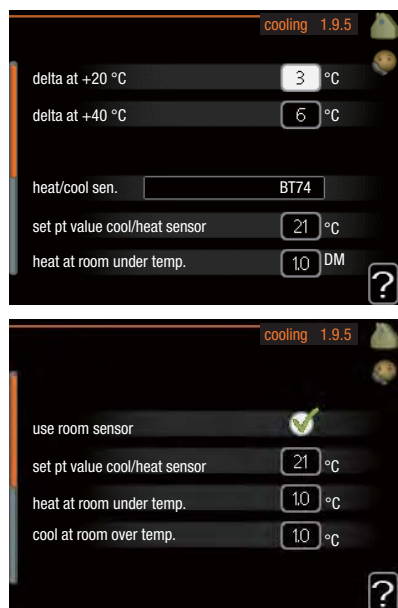 cooling 1.9.5
delta at +20 °C 3 °C
delta at +40 °C 6 °C
heat/cool sen. BT74
set pt value cool/heat sensor 21 °C
heat at room under temp. 1.0 DM
?
cooling 1.9.5
use room sensor
set pt value cool/heat sensor 21 °C
heat at room under temp. 1.0 °C
cool at room over temp. 1.0 °C
?